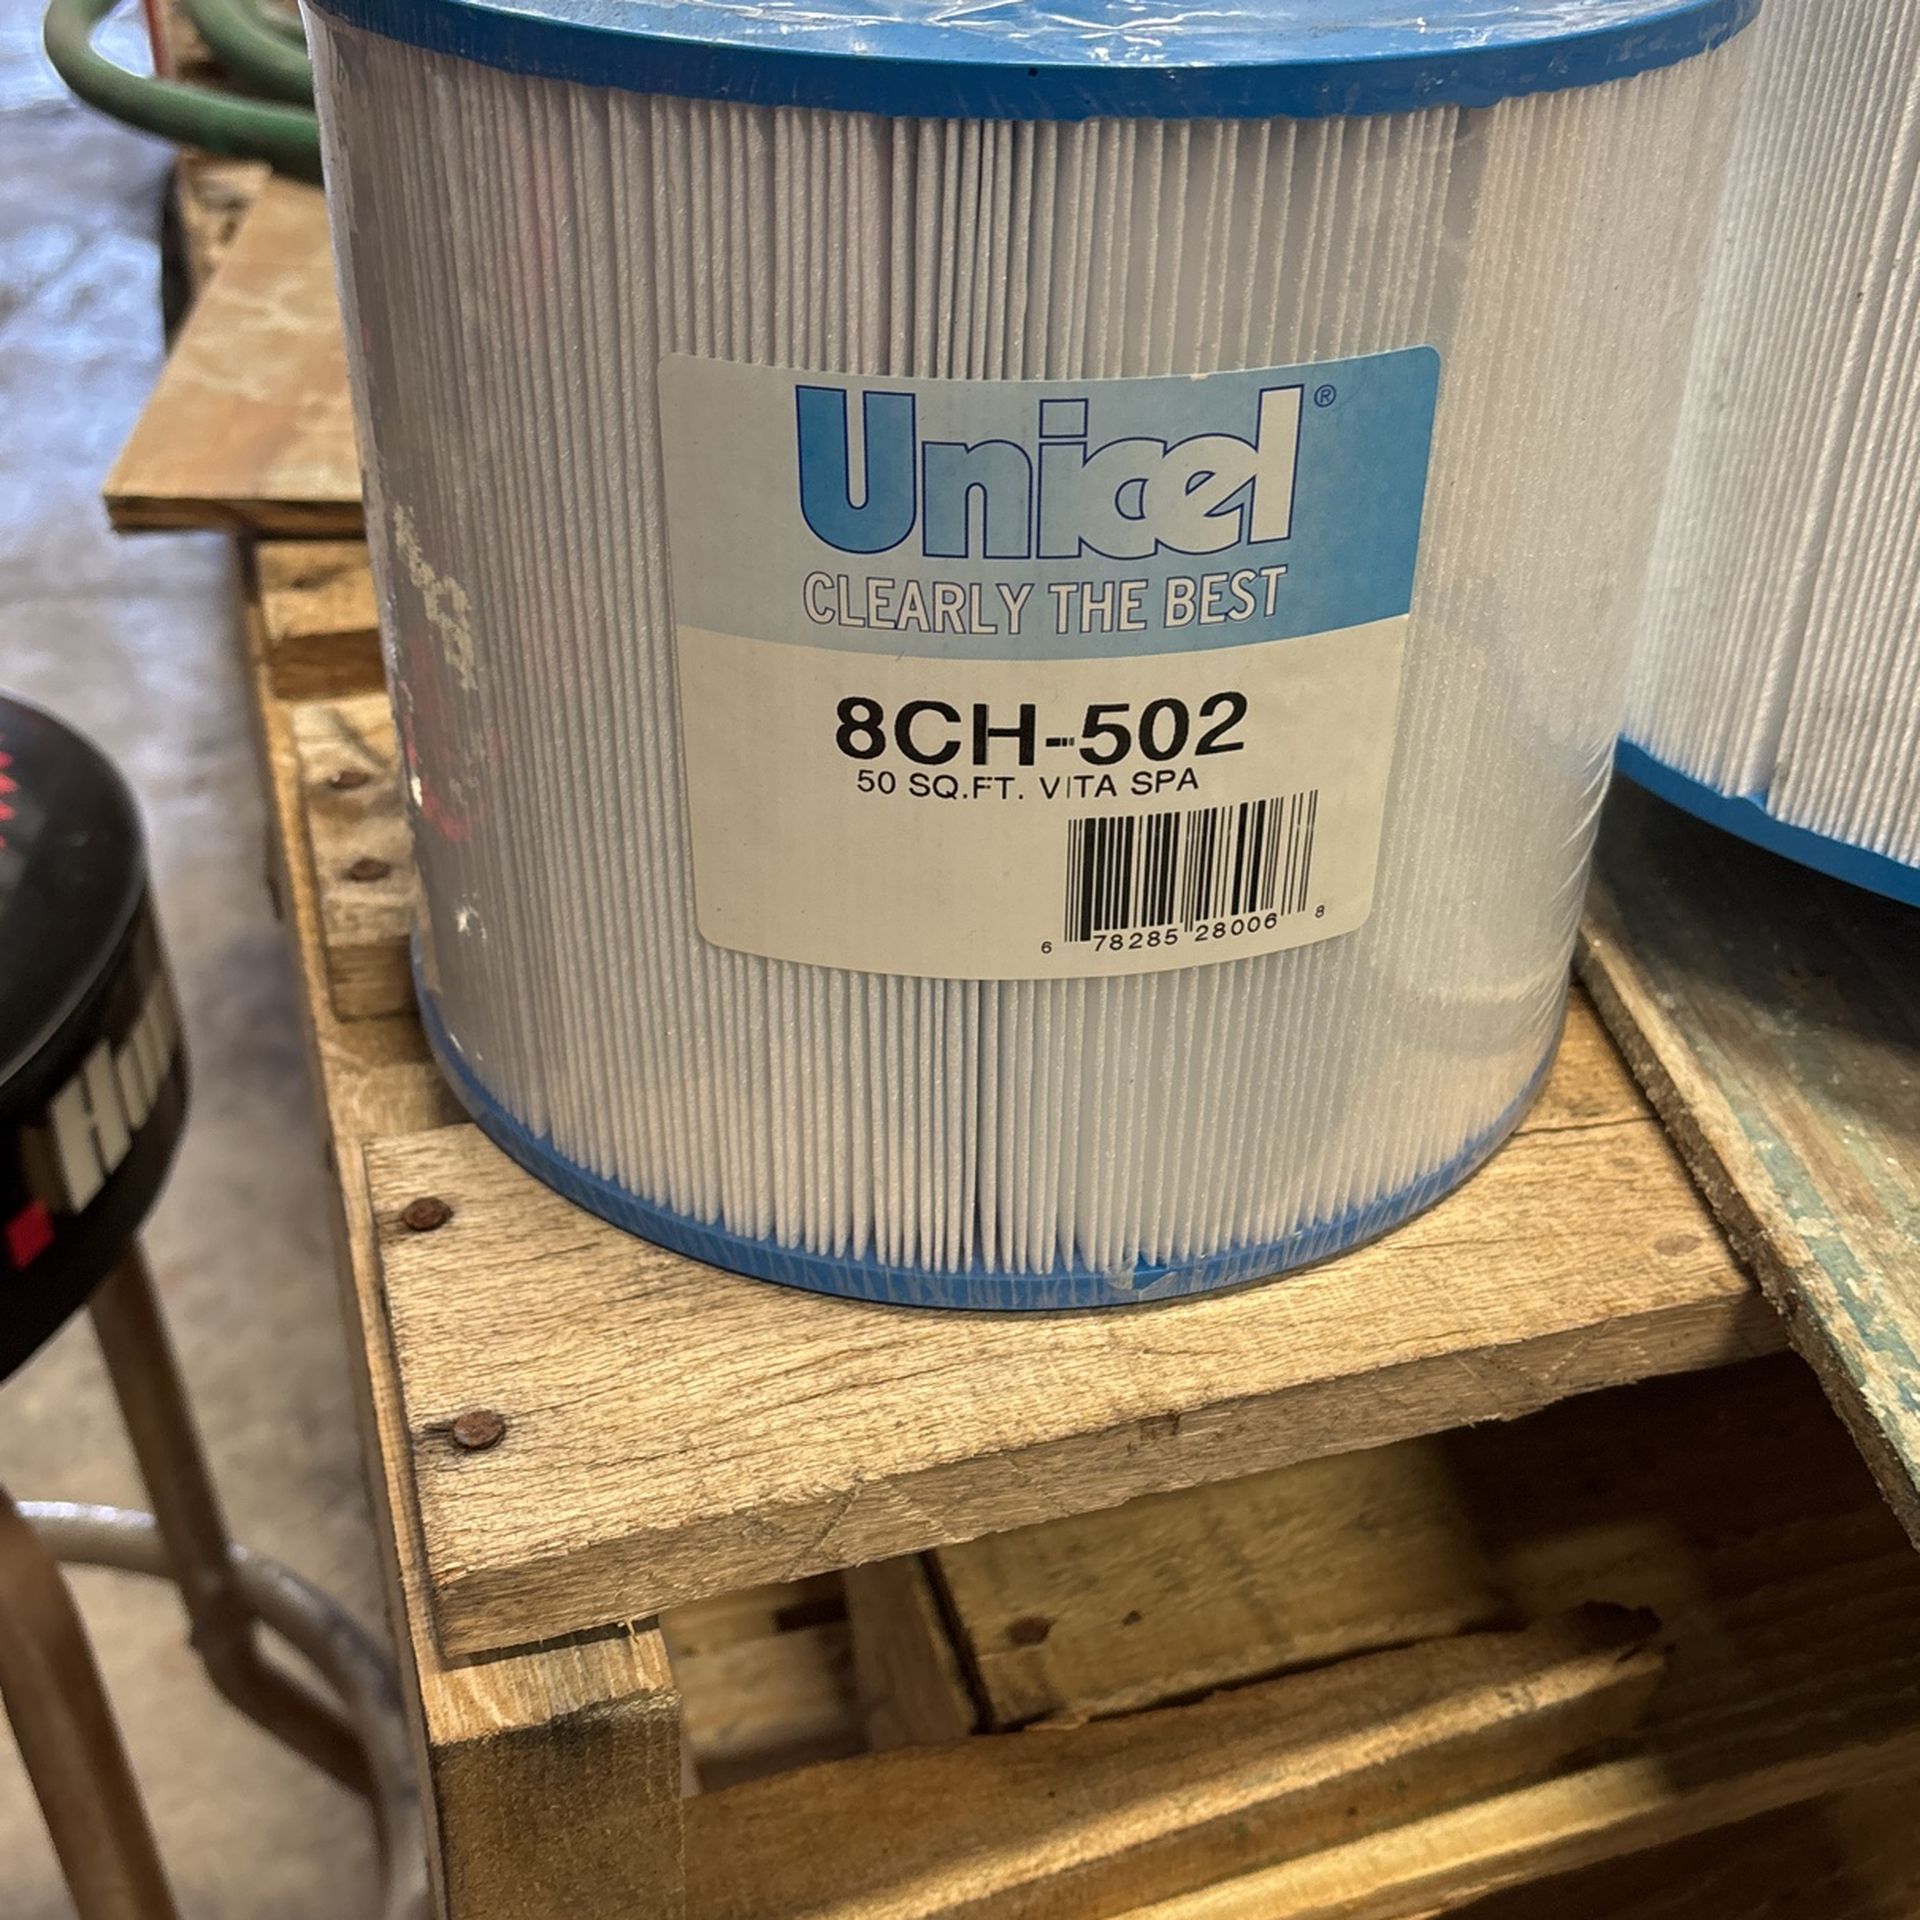 Unicel®
CLEARLY THE BEST
8CH-502
50 SQ.FT. VITA SPA
6 78285 28006 8